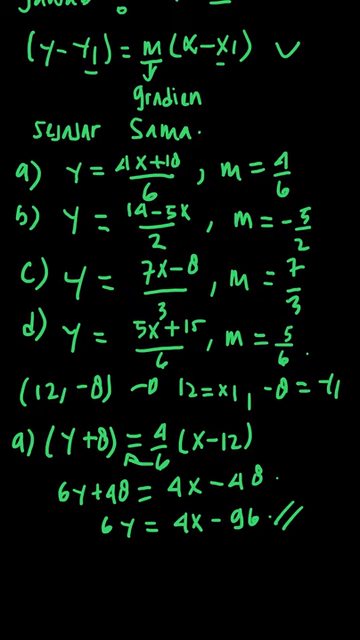 (y-y1) = m (x-x1) ✓
gradien
sejajar sama.
a) y = 4x+10/6, m = 4/6
b) y = 14-5x/2, m = -5/2
c) y = 7x-8/3, m = 7/3
d) y = 5x+15/6, m = 5/6.
(12, -8) → 12=x1, -8=y1
a) (y+8) = 4/6 (x-12)
6y+48 = 4x-48.
6y = 4x-96.//